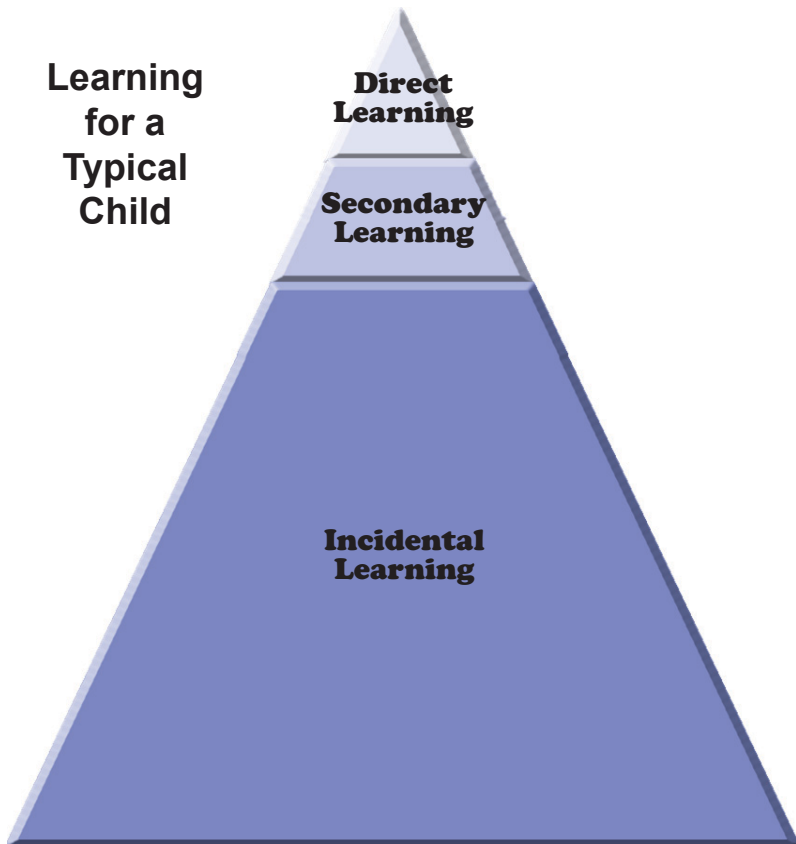 Learning
for a
Typical
Child
Direct
Learning
Secondary
Learning
Incidental
Learning